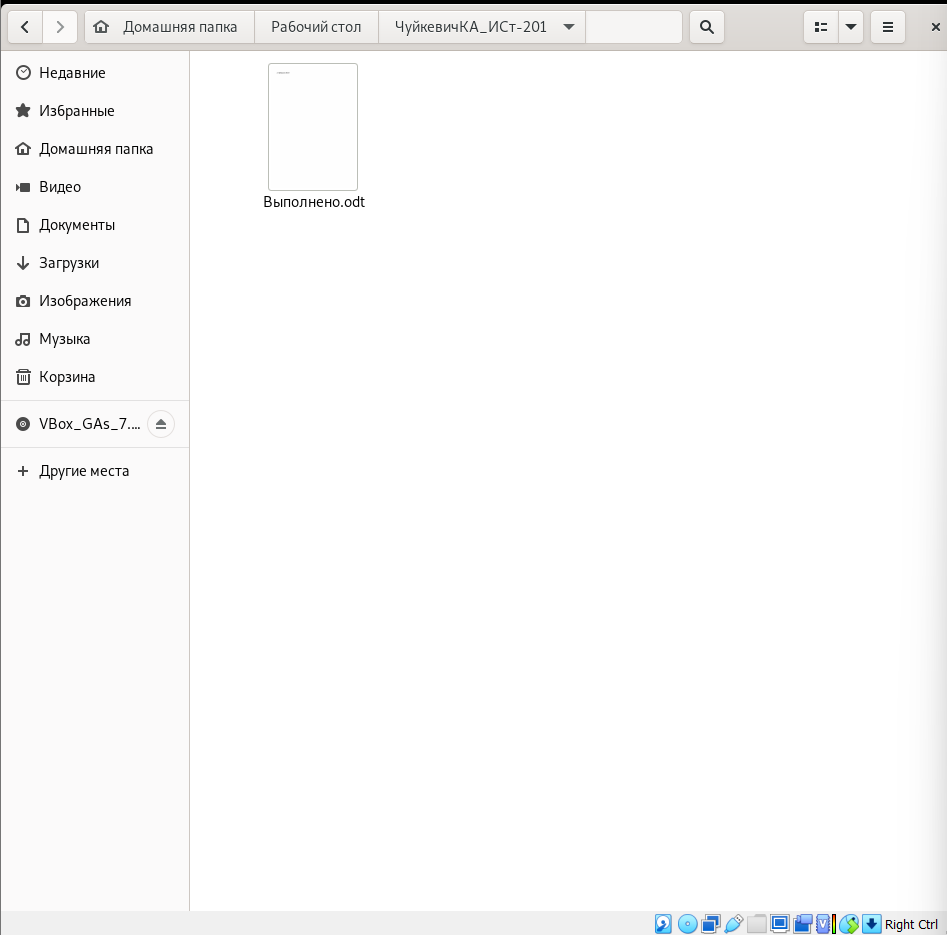 Домашняя папка Рабочий стол ЧуйкевичКА_ИСт-201
Недавние
Избранные
Домашняя папка
Видео
Документы
Загрузки
Изображения
Музыка
Корзина
VBox_GAs_7....
Другие места
Выполнено.odt
Right Ctrl